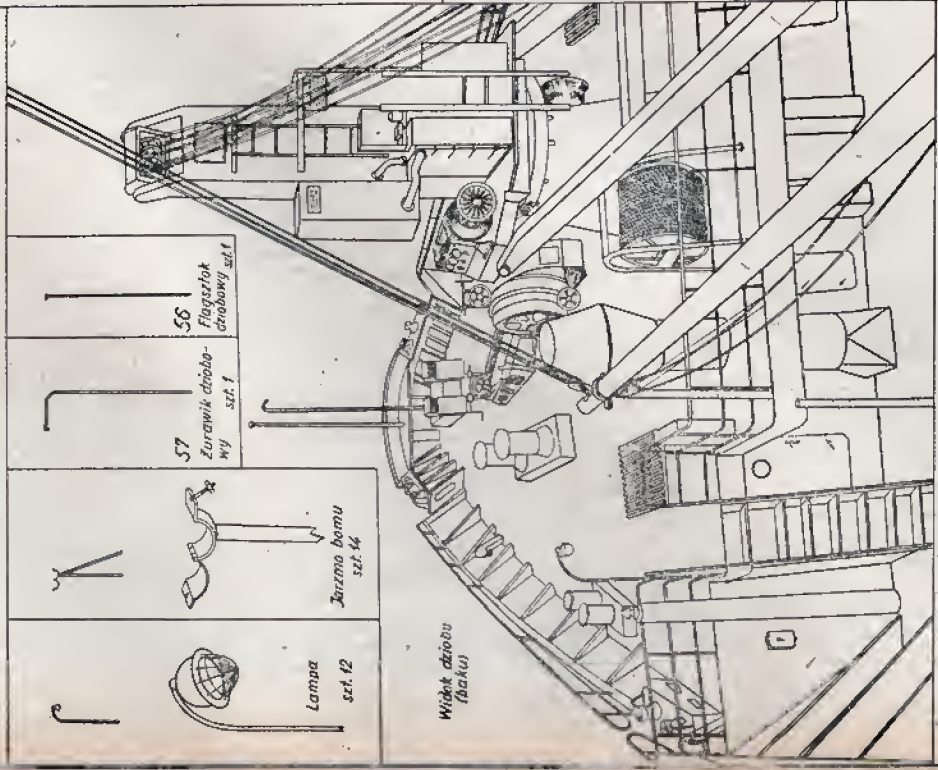 56
Flagsztok
dziobowy szt.1
57
Żurawik dziobo-
wy szt. 1
Jarzmo bomu
szt. 14
Lampa
szt. 12
Widok dziobu
(baku)